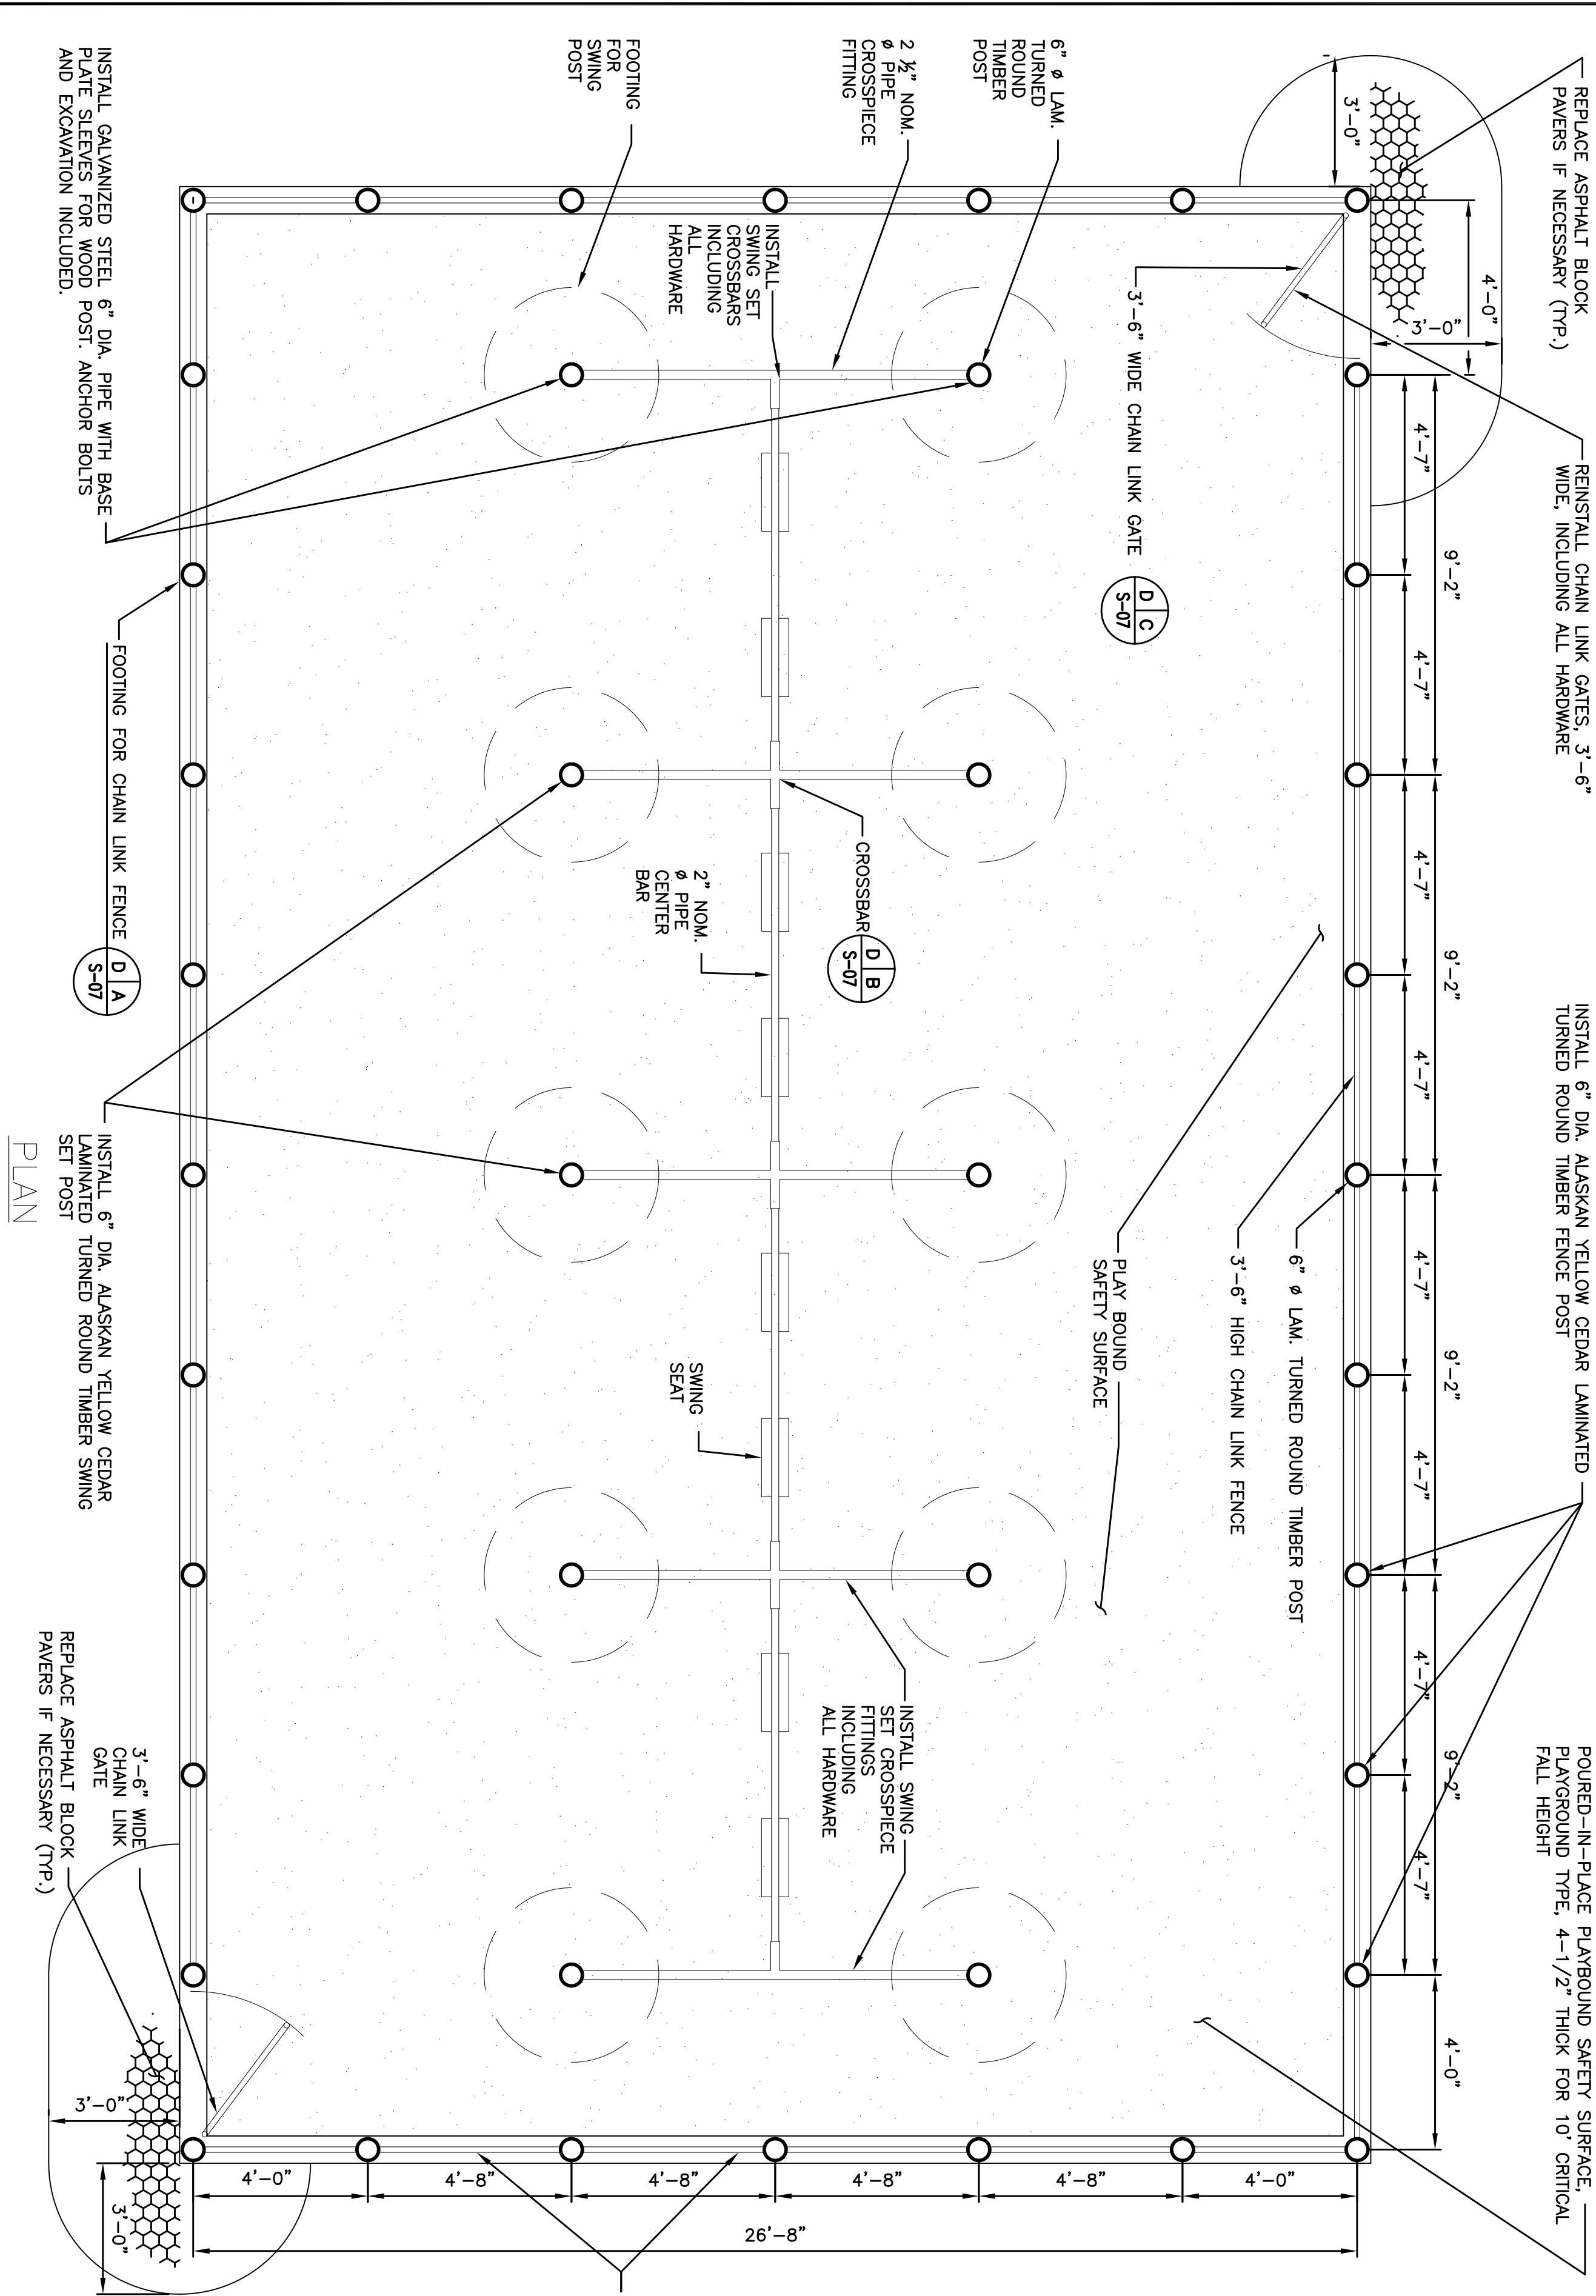 REPLACE ASPHALT BLOCK
PAVERS IF NECESSARY (TYP.)
REINSTALL CHAIN LINK GATES, 3'-6"
WIDE, INCLUDING ALL HARDWARE
INSTALL 6" DIA. ALASKAN YELLOW CEDAR LAMINATED
TURNED ROUND TIMBER FENCE POST
POURED-IN-PLACE PLAYBOUND SAFETY SURFACE,
PLAYGROUND TYPE, 4-1/2" THICK FOR 10' CRITICAL
FALL HEIGHT
3'-0"
4'-0"
3'-0"
9'-2"
9'-2"
9'-2"
9'-2"
4'-0"
4'-7"
4'-7"
4'-7"
4'-7"
4'-7"
4'-7"
4'-7"
4'-7"
6" ø LAM.
TURNED
ROUND
TIMBER
POST
2 ½" NOM.
ø PIPE
CROSSPIECE
FITTING
FOOTING
FOR
SWING
POST
3'-6" WIDE CHAIN LINK GATE
D C
S-07
6" ø LAM. TURNED ROUND TIMBER POST
3'-6" HIGH CHAIN LINK FENCE
PLAY BOUND
SAFETY SURFACE
INSTALL
SWING SET
CROSSBARS
INCLUDING
ALL
HARDWARE
CROSSBAR
D B
S-07
2" NOM.
ø PIPE
CENTER
BAR
SWING
SEAT
INSTALL SWING
SET CROSSPIECE
FITTINGS
INCLUDING
ALL HARDWARE
INSTALL GALVANIZED STEEL 6" DIA. PIPE WITH BASE
PLATE SLEEVES FOR WOOD POST. ANCHOR BOLTS
AND EXCAVATION INCLUDED.
FOOTING FOR CHAIN LINK FENCE
D A
S-07
INSTALL 6" DIA. ALASKAN YELLOW CEDAR
LAMINATED TURNED ROUND TIMBER SWING
SET POST
3'-6" WIDE
CHAIN LINK
GATE
REPLACE ASPHALT BLOCK
PAVERS IF NECESSARY (TYP.)
3'-0"
3'-0"
4'-0"
4'-8"
4'-8"
4'-8"
4'-8"
4'-0"
26'-8"
PLAN